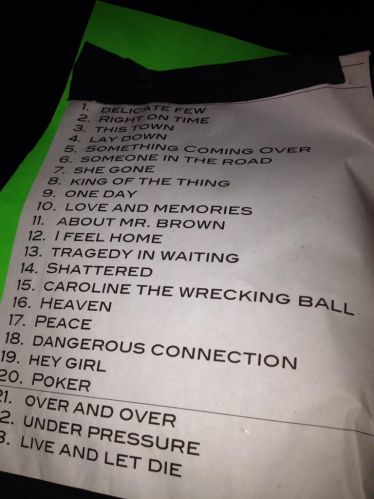 1. DELICATE FEW
2. RIGHT ON TIME
3. THIS TOWN
4. LAY DOWN
5. SOMETHING COMING OVER
6. SOMEONE IN THE ROAD
7. SHE GONE
8. KING OF THE THING
9. ONE DAY
10. LOVE AND MEMORIES
11. ABOUT MR. BROWN
12. I FEEL HOME
13. TRAGEDY IN WAITING
14. SHATTERED
15. CAROLINE THE WRECKING BALL
16. HEAVEN
17. PEACE
18. DANGEROUS CONNECTION
19. HEY GIRL
20. POKER
21. OVER AND OVER
2. UNDER PRESSURE
3. LIVE AND LET DIE